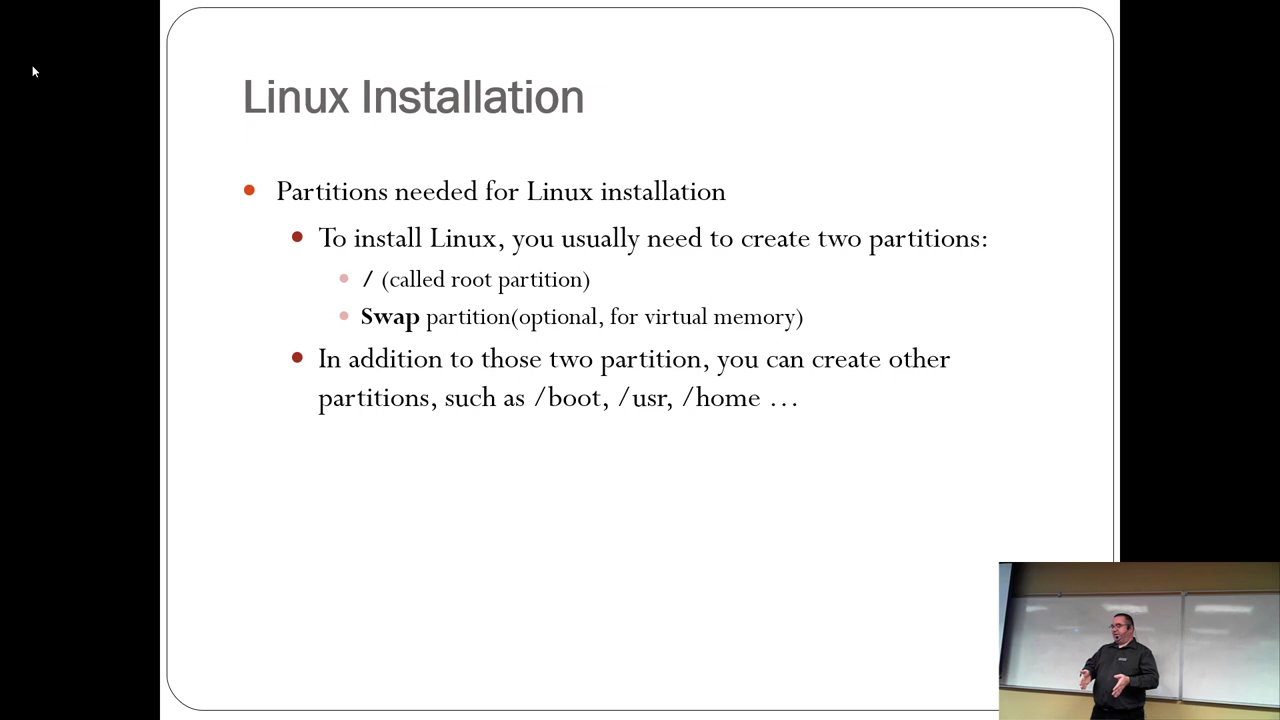 Linux Installation
Partitions needed for Linux installation
To install Linux, you usually need to create two partitions:
/ (called root partition)
Swap partition(optional, for virtual memory)
In addition to those two partition, you can create other
partitions, such as /boot, /usr, /home …